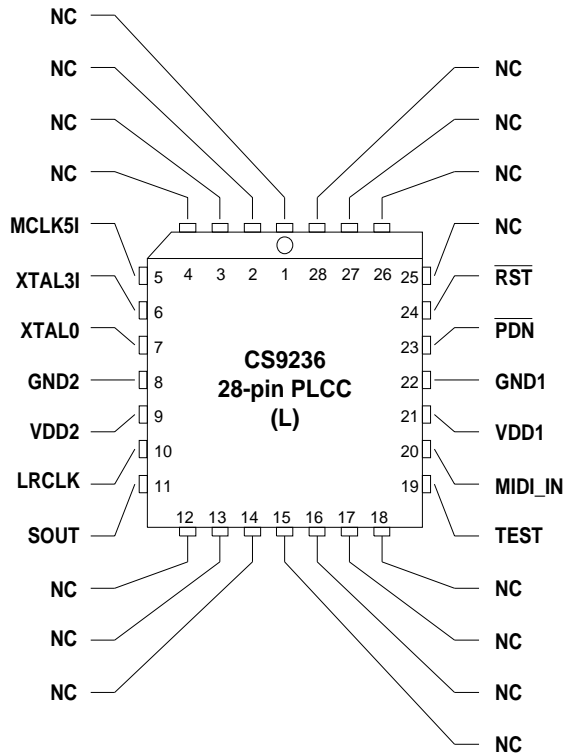 NC
NC
NC
NC
MCLK5I
XTAL3I
XTAL0
GND2
VDD2
LRCLK
SOUT
NC
NC
NC
4 3 2 1 28 27 26
5
6
7
8
9
10
11
CS9236
28-pin PLCC
(L)
25
24
23
22
21
20
19
12 13 14 15 16 17 18
NC
NC
NC
NC
RST
PDN
GND1
VDD1
MIDI_IN
TEST
NC
NC
NC
NC